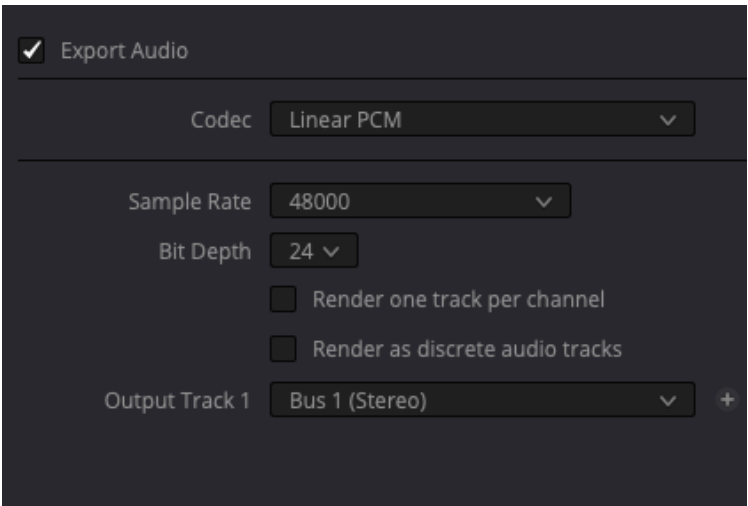 Export Audio
Codec Linear PCM
Sample Rate 48000
Bit Depth 24
Render one track per channel
Render as discrete audio tracks
Output Track 1 Bus 1 (Stereo) +